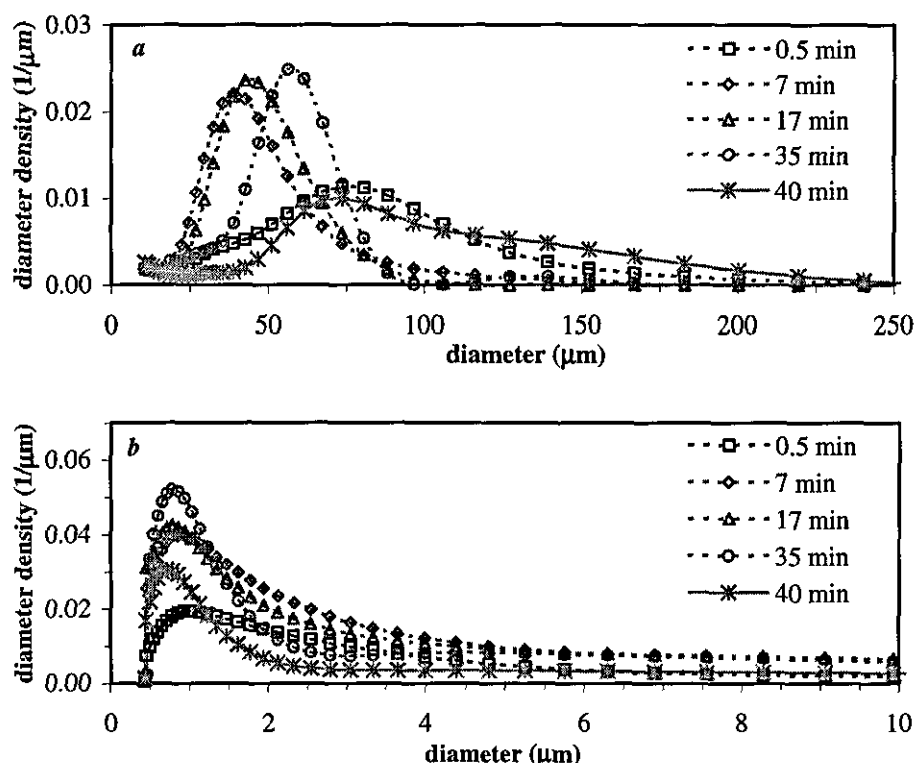 a
0.03
0.02
0.01
0.00
diameter density (1/μm)
0.5 min
7 min
17 min
35 min
40 min
0 50 100 150 200 250
diameter (μm)
b
0.06
0.04
0.02
0.00
diameter density (1/μm)
0.5 min
7 min
17 min
35 min
40 min
0 2 4 6 8 10
diameter (μm)